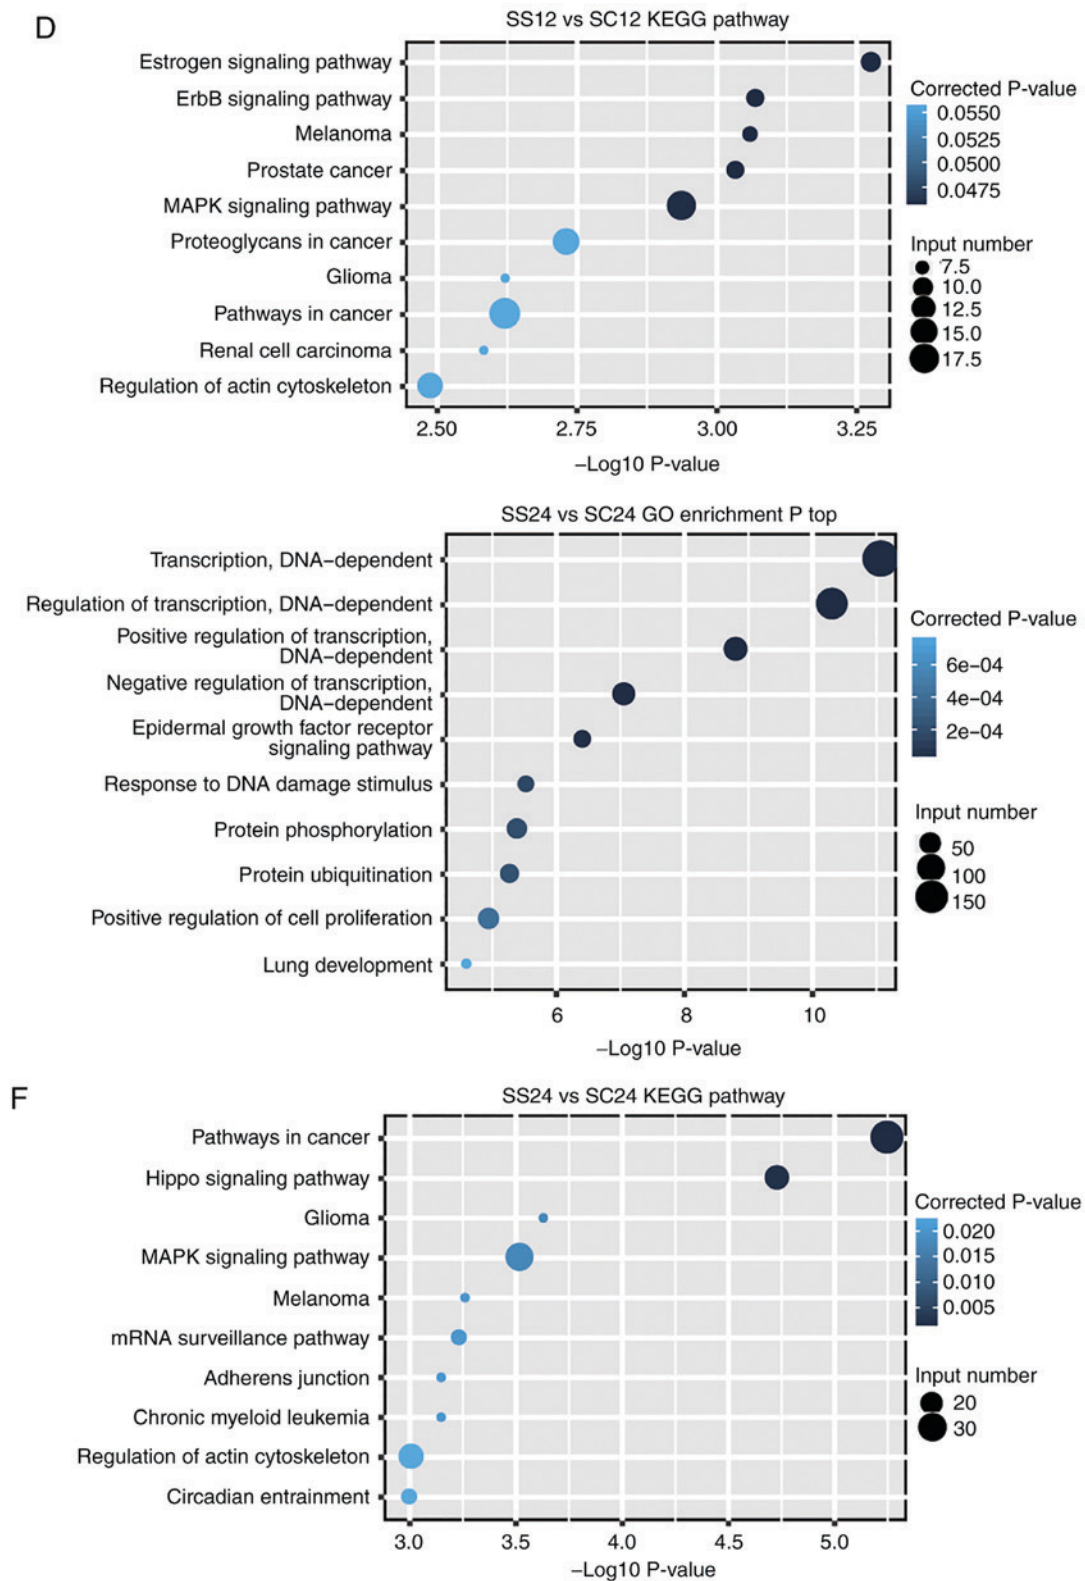 D
SS12 vs SC12 KEGG pathway
Estrogen signaling pathway
ErbB signaling pathway
Melanoma
Prostate cancer
MAPK signaling pathway
Proteoglycans in cancer
Glioma
Pathways in cancer
Renal cell carcinoma
Regulation of actin cytoskeleton
2.50 2.75 3.00 3.25
−Log10 P-value
Corrected P-value
0.0550
0.0525
0.0500
0.0475
Input number
7.5
10.0
12.5
15.0
17.5
SS24 vs SC24 GO enrichment P top
Transcription, DNA−dependent
Regulation of transcription, DNA−dependent
Positive regulation of transcription,
DNA−dependent
Negative regulation of transcription,
DNA−dependent
Epidermal growth factor receptor
signaling pathway
Response to DNA damage stimulus
Protein phosphorylation
Protein ubiquitination
Positive regulation of cell proliferation
Lung development
6 8 10
−Log10 P-value
Corrected P-value
6e−04
4e−04
2e−04
Input number
50
100
150
F
SS24 vs SC24 KEGG pathway
Pathways in cancer
Hippo signaling pathway
Glioma
MAPK signaling pathway
Melanoma
mRNA surveillance pathway
Adherens junction
Chronic myeloid leukemia
Regulation of actin cytoskeleton
Circadian entrainment
3.0 3.5 4.0 4.5 5.0
−Log10 P-value
Corrected P-value
0.020
0.015
0.010
0.005
Input number
20
30